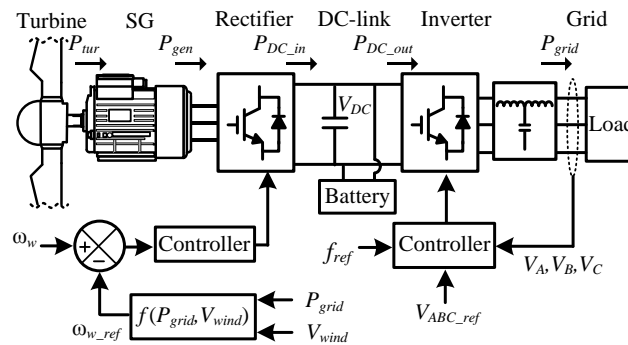 Turbine SG Rectifier DC-link Inverter Grid
P_tur P_gen P_DC_in P_DC_out P_grid
V_DC
Load
Battery
ω_w
+
−
Controller
f_ref
Controller
V_A, V_B, V_C
f(P_grid, V_wind)
P_grid
V_wind
ω_w_ref
V_ABC_ref